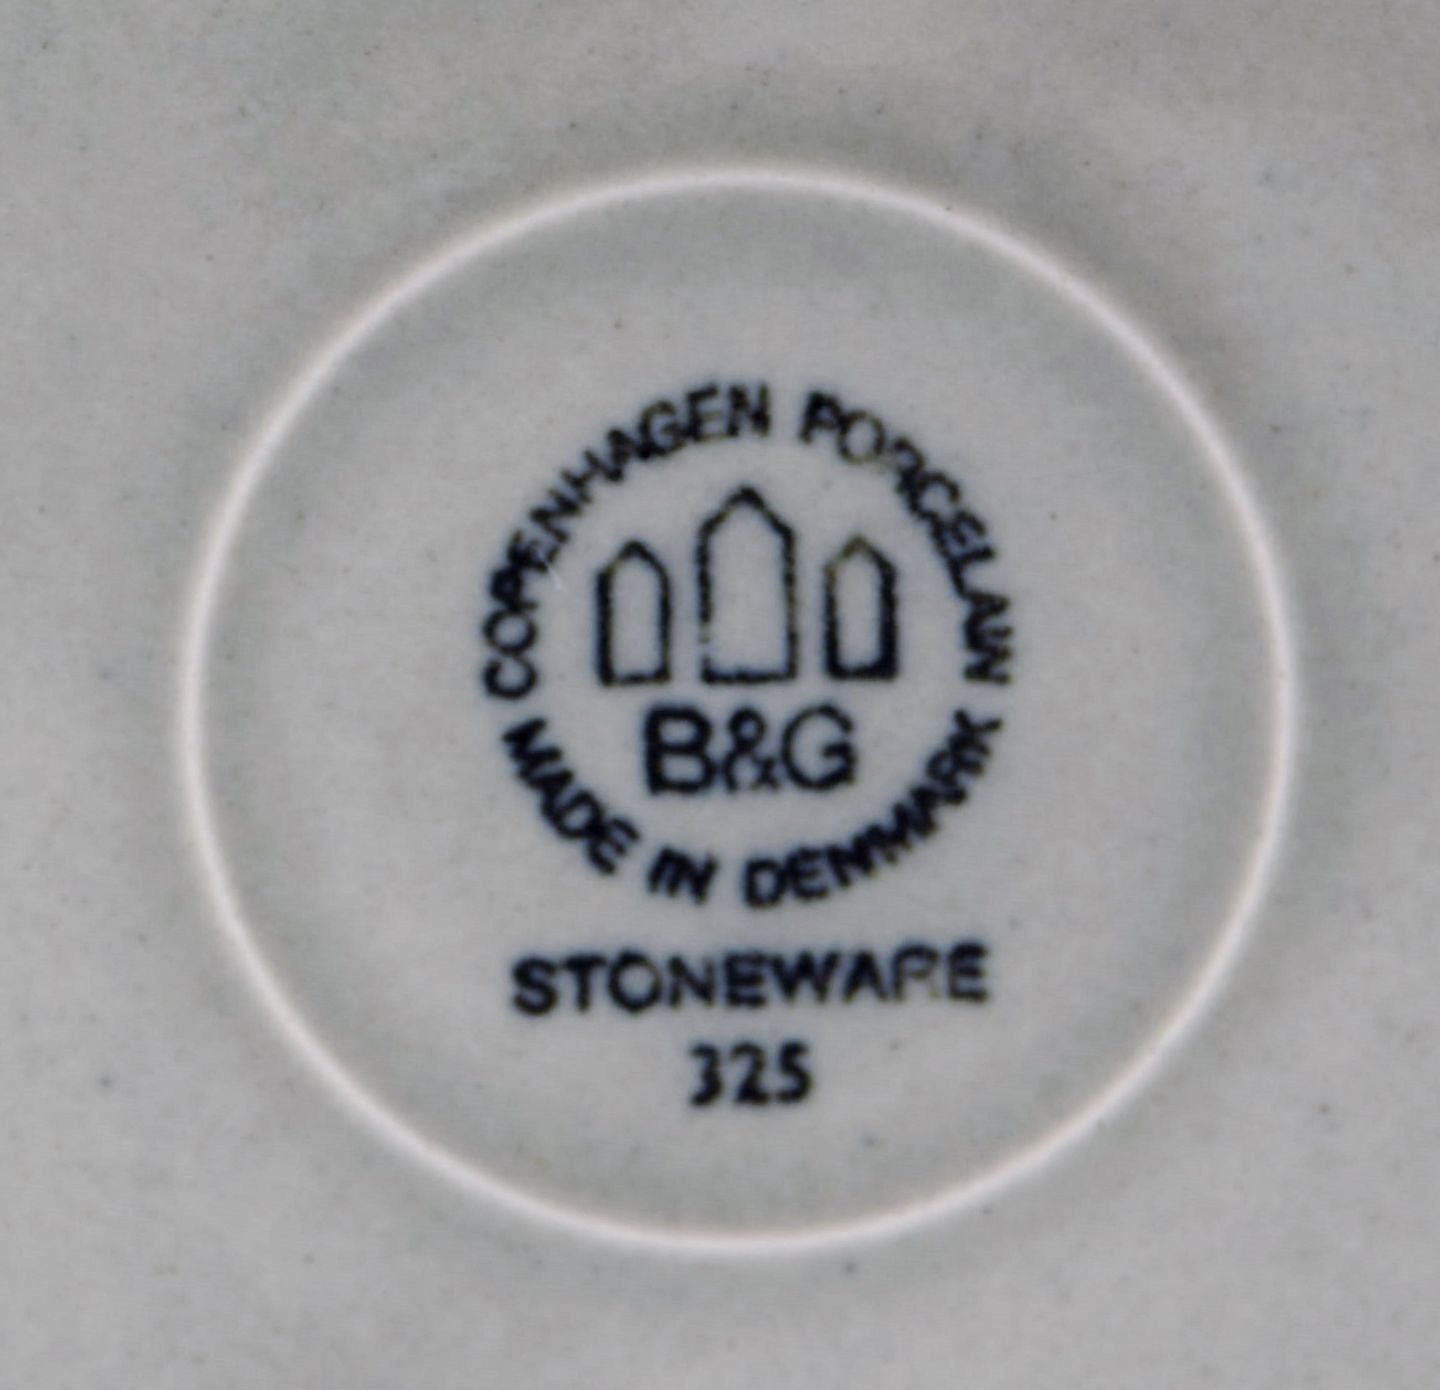 COPENHAGEN PORCELAIN
B&G
MADE IN DENMARK
STONEWARE
325